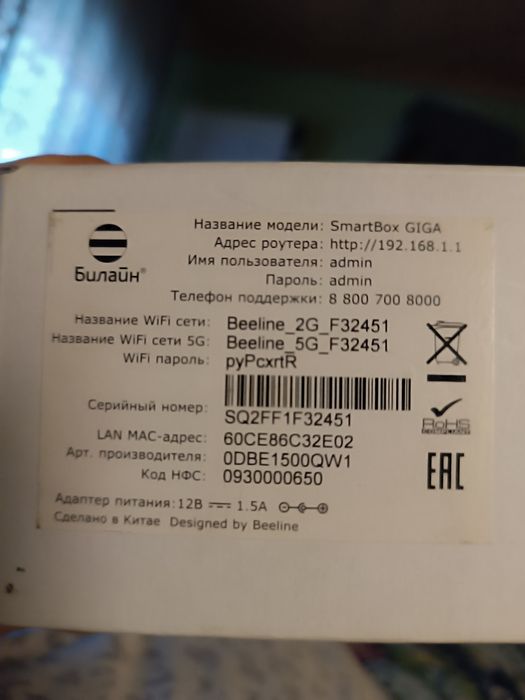 Билайн®
Название модели: SmartBox GIGA
Адрес роутера: http://192.168.1.1
Имя пользователя: admin
Пароль: admin
Телефон поддержки: 8 800 700 8000
Название WiFi сети: Beeline_2G_F32451
Название WiFi сети 5G: Beeline_5G_F32451
WiFi пароль: pyPcxrtR
Серийный номер: SQ2FF1F32451
LAN MAC-адрес: 60CE86C32E02
Арт. производителя: 0DBE1500QW1
Код НФС: 0930000650
RoHS
COMPLIANT
EAC
Адаптер питания: 12В 1.5A
Сделано в Китае Designed by Beeline